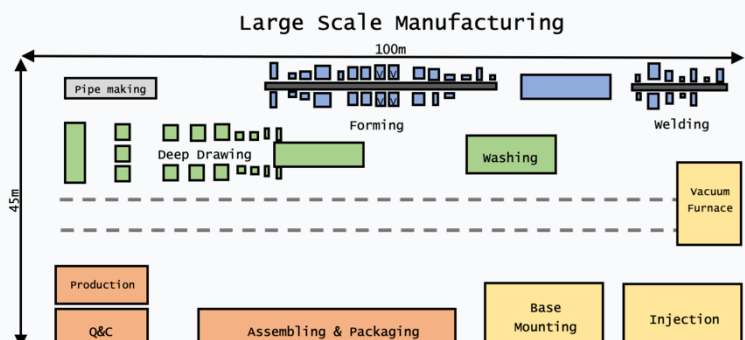 Large Scale Manufacturing
100m
Pipe making
Forming
Welding
Deep Drawing
Washing
45m
Vacuum
Furnace
Production
Q&C
Assembling & Packaging
Base
Mounting
Injection